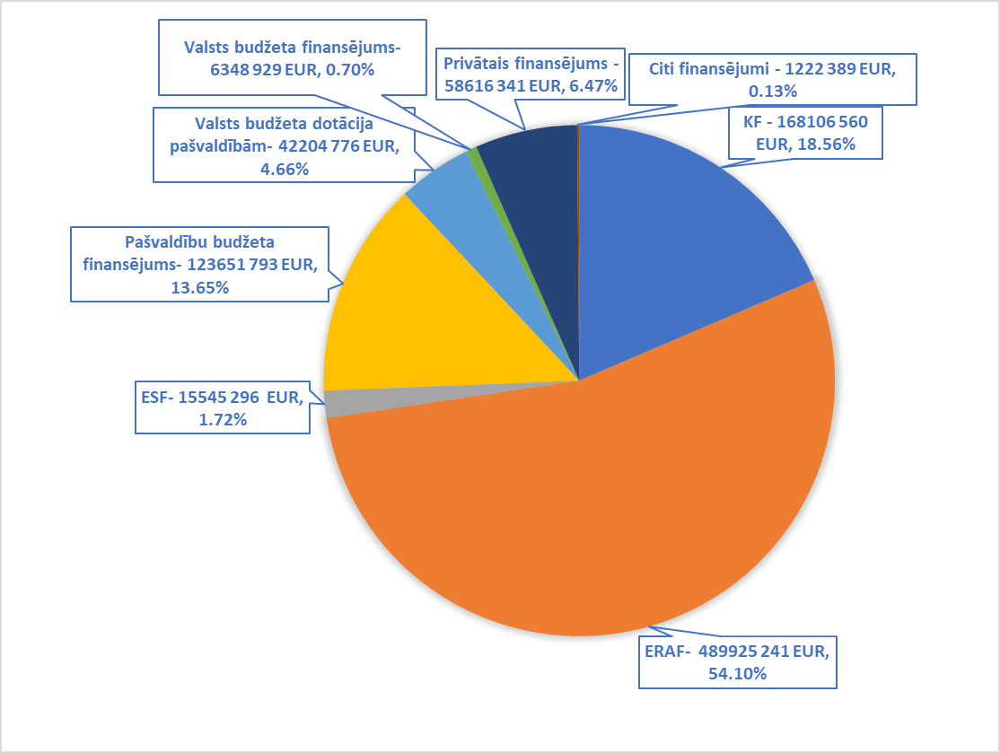 Valsts budžeta finansējums-
6348 929 EUR, 0.70%
Privātais finansējums -
58616 341 EUR, 6.47%
Citi finansējumi - 1222 389 EUR,
0.13%
KF - 168106 560
EUR, 18.56%
Valsts budžeta dotācija
pašvaldībām- 42204 776 EUR,
4.66%
Pašvaldību budžeta
finansējums- 123651 793 EUR,
13.65%
ESF- 15545 296 EUR,
1.72%
ERAF- 489925 241 EUR,
54.10%